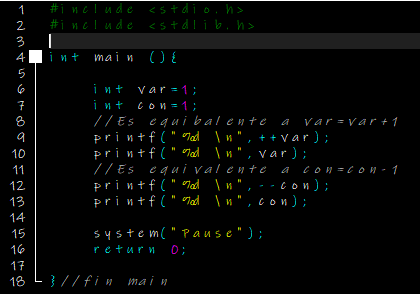 1 #include <stdio.h>
2 #include <stdlib.h>
3
4 int main (){
5
6 int var=1;
7 int con=1;
8 //Es equibalente a var=var+1
9 printf(" %d \n",++var);
10 printf(" %d \n",var);
11 //Es equivalente a con=con-1
12 printf(" %d \n",--con);
13 printf(" %d \n",con);
14
15 system("Pause");
16 return 0;
17
18 }//fin main